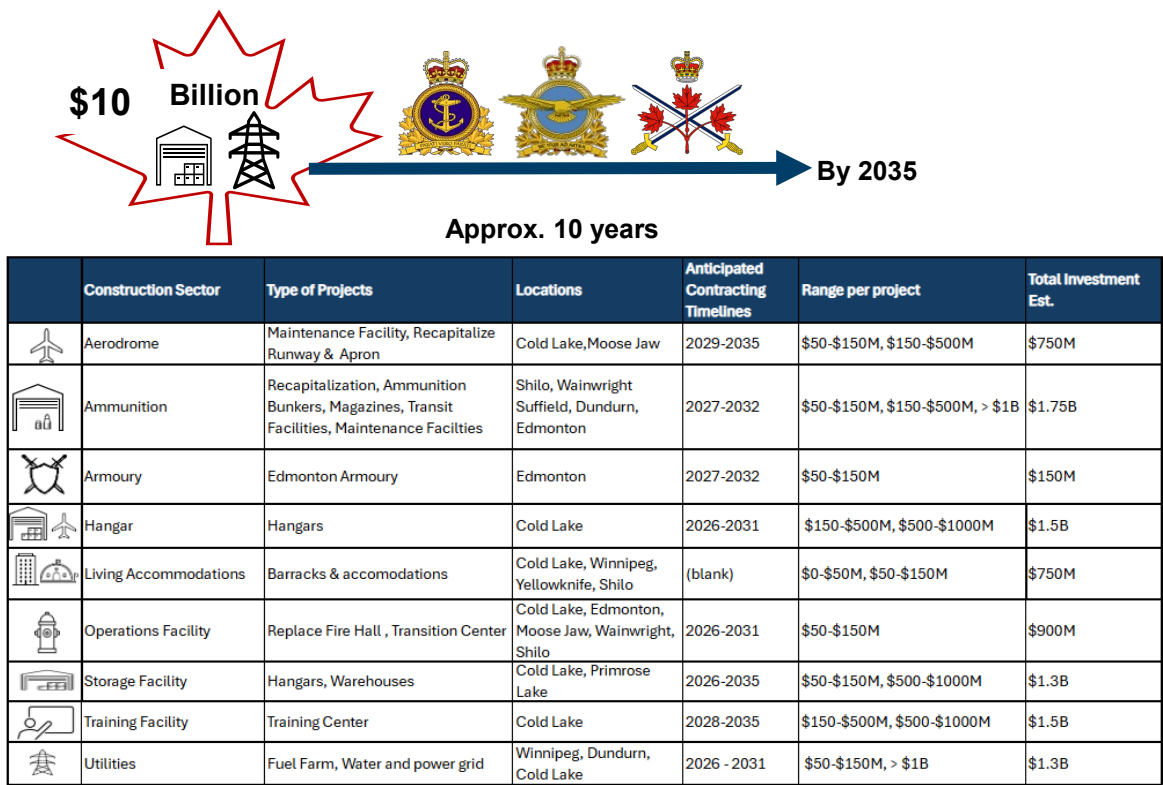 $10 Billion
By 2035
Approx. 10 years
Construction Sector
Type of Projects
Locations
Anticipated
Contracting
Timelines
Range per project
Total Investment
Est.
Aerodrome
Maintenance Facility, Recapitalize
Runway & Apron
Cold Lake,Moose Jaw
2029-2035
$50-$150M, $150-$500M
$750M
Ammunition
Recapitalization, Ammunition
Bunkers, Magazines, Transit
Facilities, Maintenance Facilties
Shilo, Wainwright
Suffield, Dundurn,
Edmonton
2027-2032
$50-$150M, $150-$500M, > $1B
$1.75B
Armoury
Edmonton Armoury
Edmonton
2027-2032
$50-$150M
$150M
Hangar
Hangars
Cold Lake
2026-2031
$150-$500M, $500-$1000M
$1.5B
Living Accommodations
Barracks & accomodations
Cold Lake, Winnipeg,
Yellowknife, Shilo
(blank)
$0-$50M, $50-$150M
$750M
Operations Facility
Replace Fire Hall , Transition Center
Cold Lake, Edmonton,
Moose Jaw, Wainwright,
Shilo
2026-2031
$50-$150M
$900M
Storage Facility
Hangars, Warehouses
Cold Lake, Primrose
Lake
2026-2035
$50-$150M, $500-$1000M
$1.3B
Training Facility
Training Center
Cold Lake
2028-2035
$150-$500M, $500-$1000M
$1.5B
Utilities
Fuel Farm, Water and power grid
Winnipeg, Dundurn,
Cold Lake
2026 - 2031
$50-$150M, > $1B
$1.3B